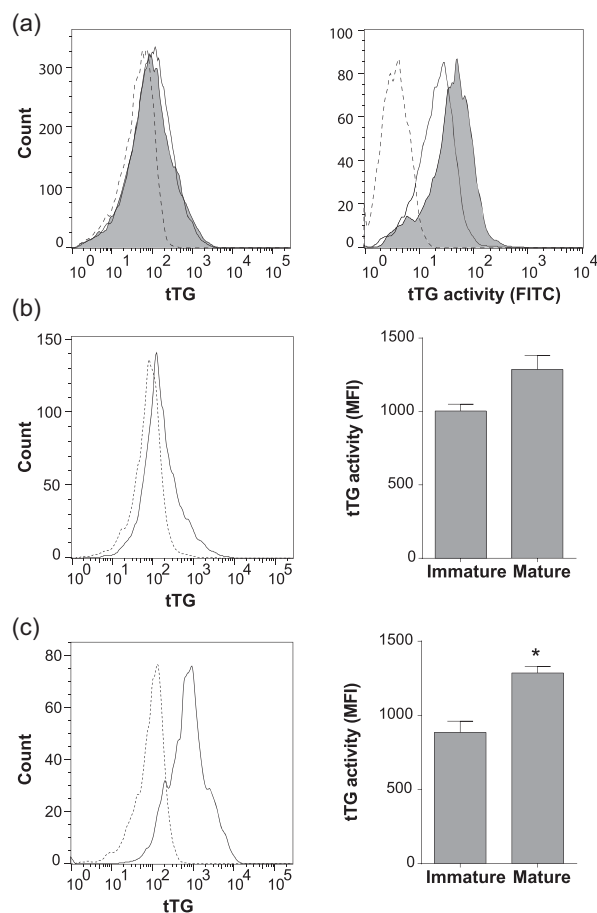 (a)
Count
300
200
100
0
10^0 10^1 10^2 10^3 10^4 10^5
tTG
100
80
60
40
20
0
10^0 10^1 10^2 10^3 10^4
tTG activity (FITC)
(b)
Count
150
100
50
0
10^0 10^1 10^2 10^3 10^4 10^5
tTG
tTG activity (MFI)
1500
1000
500
0
Immature Mature
(c)
Count
80
60
40
20
0
10^0 10^1 10^2 10^3 10^4 10^5
tTG
tTG activity (MFI)
1500
1000
500
0
*
Immature Mature